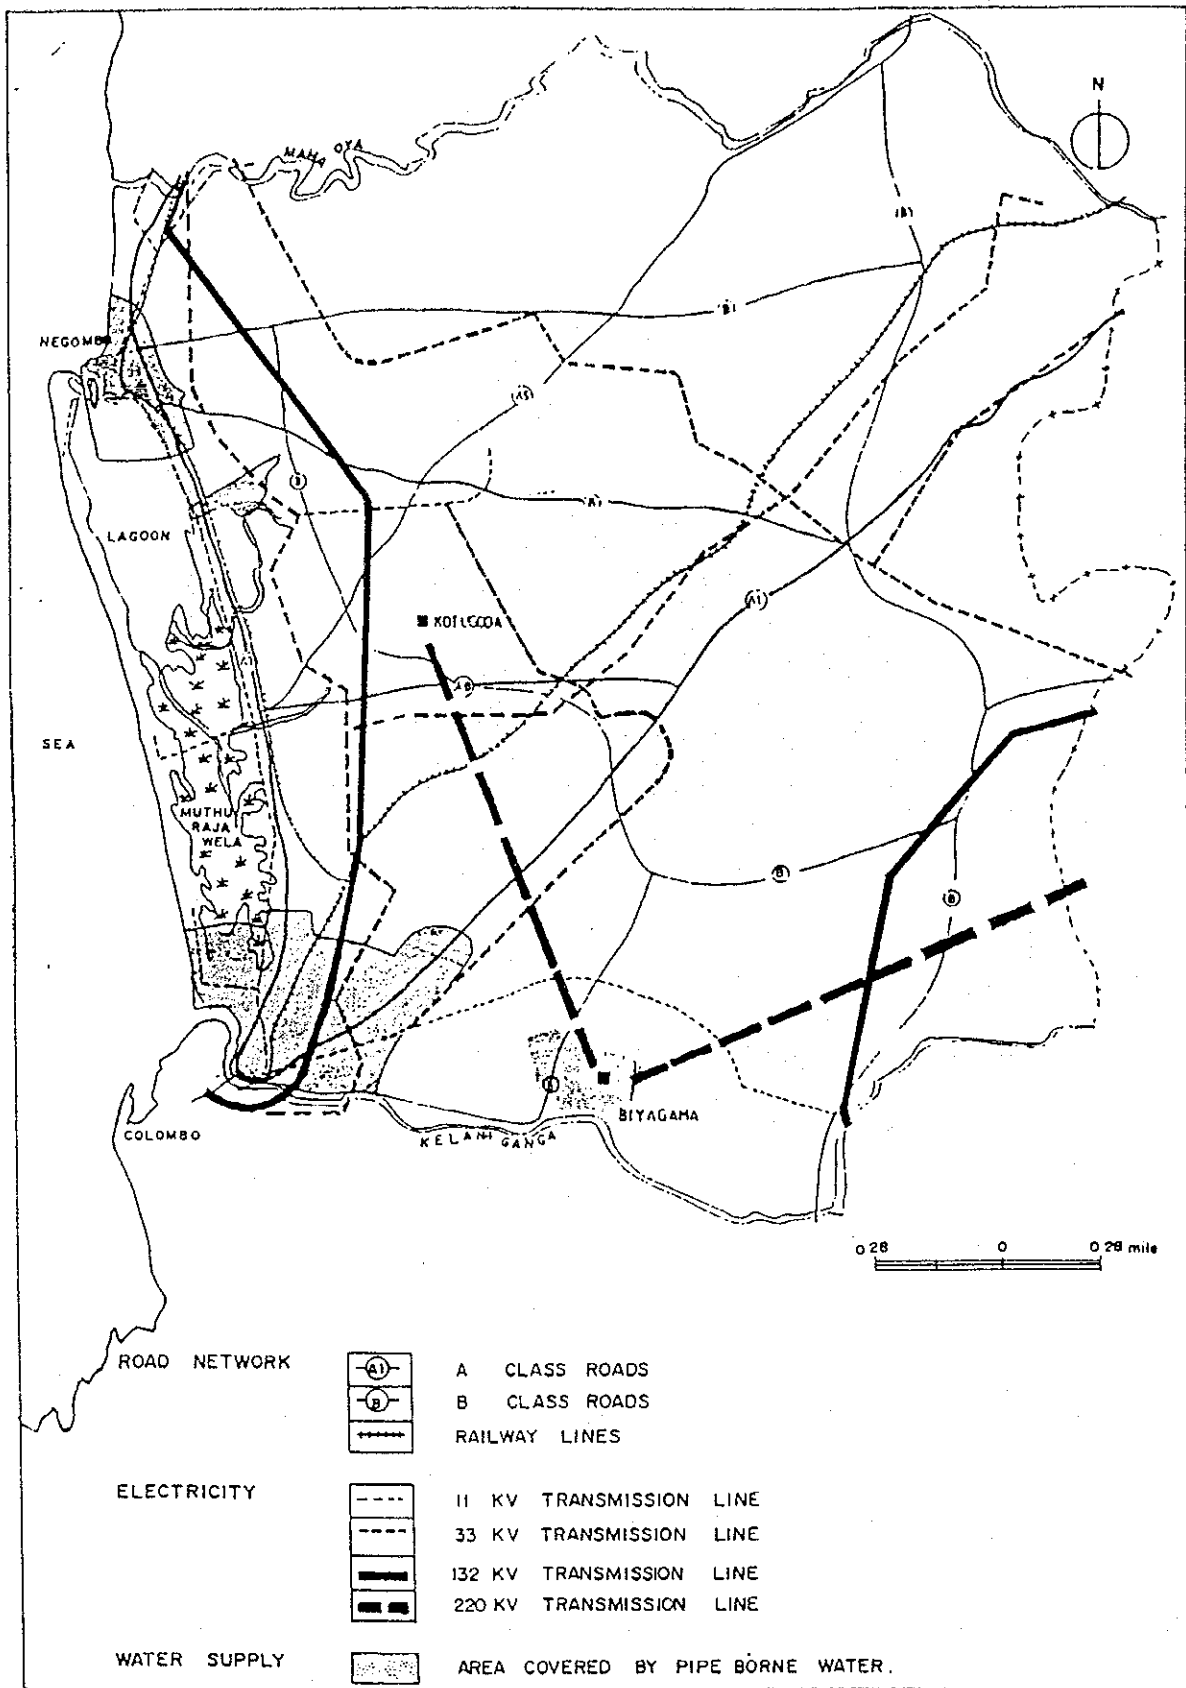 N
MAHA OYA
(B)
(B)
NEGOMBO
A3
B
A1
LAGOON
KOTUGODA
A1
A8
SEA
MUTHU
RAJA
WELA
B
B
BIYAGAMA
COLOMBO
KELANI GANGA
0 28 0 0 28 mile
ROAD NETWORK
A1 A CLASS ROADS
B B CLASS ROADS
RAILWAY LINES
ELECTRICITY
11 KV TRANSMISSION LINE
33 KV TRANSMISSION LINE
132 KV TRANSMISSION LINE
220 KV TRANSMISSION LINE
WATER SUPPLY
AREA COVERED BY PIPE BORNE WATER.